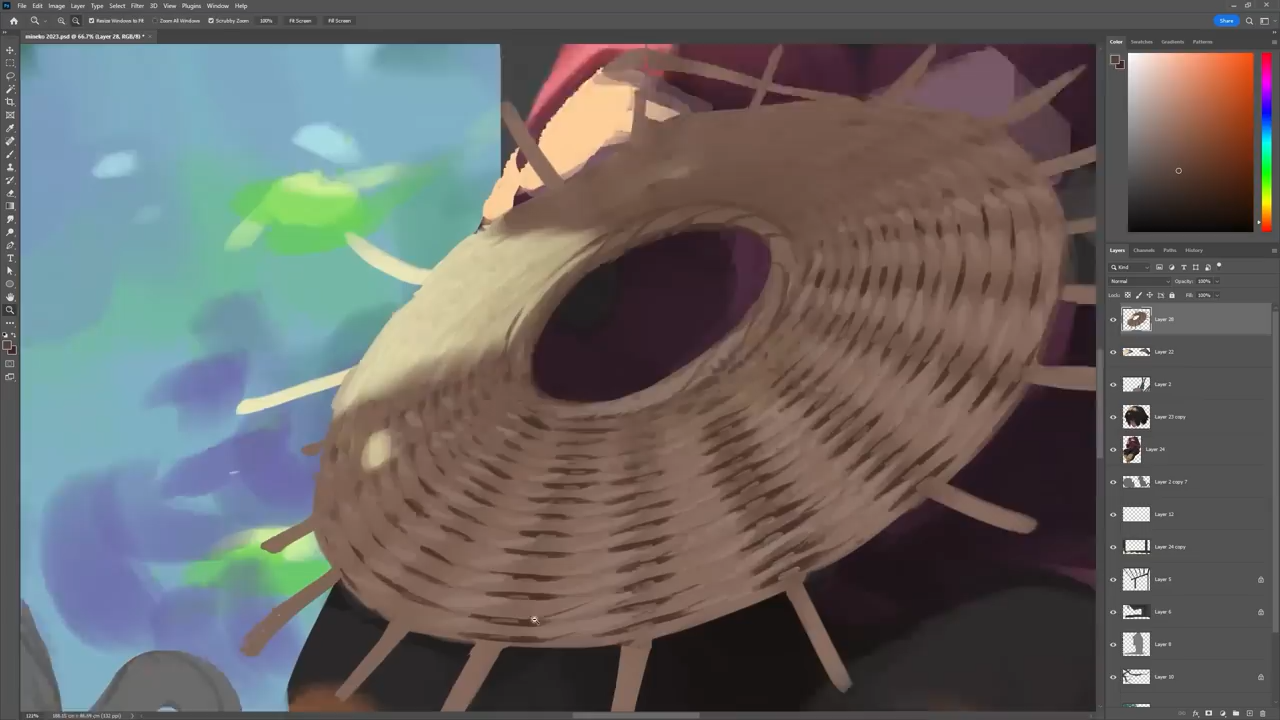 File Edit Image Layer Type Select Filter 3D View Plugins Window Help
Resize Windows to Fit Zoom All Windows Scrubby Zoom 100% Fit Screen Fill Screen
Share
mineku 2023.psd @ 66.7% (Layer 28, RGB/8) *
Color Swatches Gradients Patterns
Layers Channels Paths History
Kind
Normal Opacity: 100%
Lock: Fill: 100%
Layer 28
Layer 22
Layer 2
Layer 23 copy
Layer 24
Layer 2 copy 7
Layer 12
Layer 24 copy
Layer 5
Layer 6
Layer 8
Layer 10